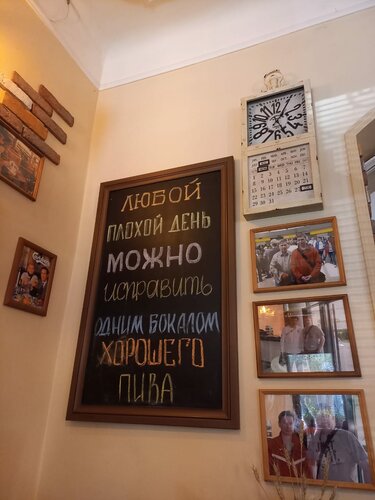 ЛЮБОЙ
ПЛОХОЙ ДЕНЬ
МОЖНО
ИСПРАВИТЬ
ОДНИМ БОКАЛОМ
ХОРОШЕГО
ПИВА